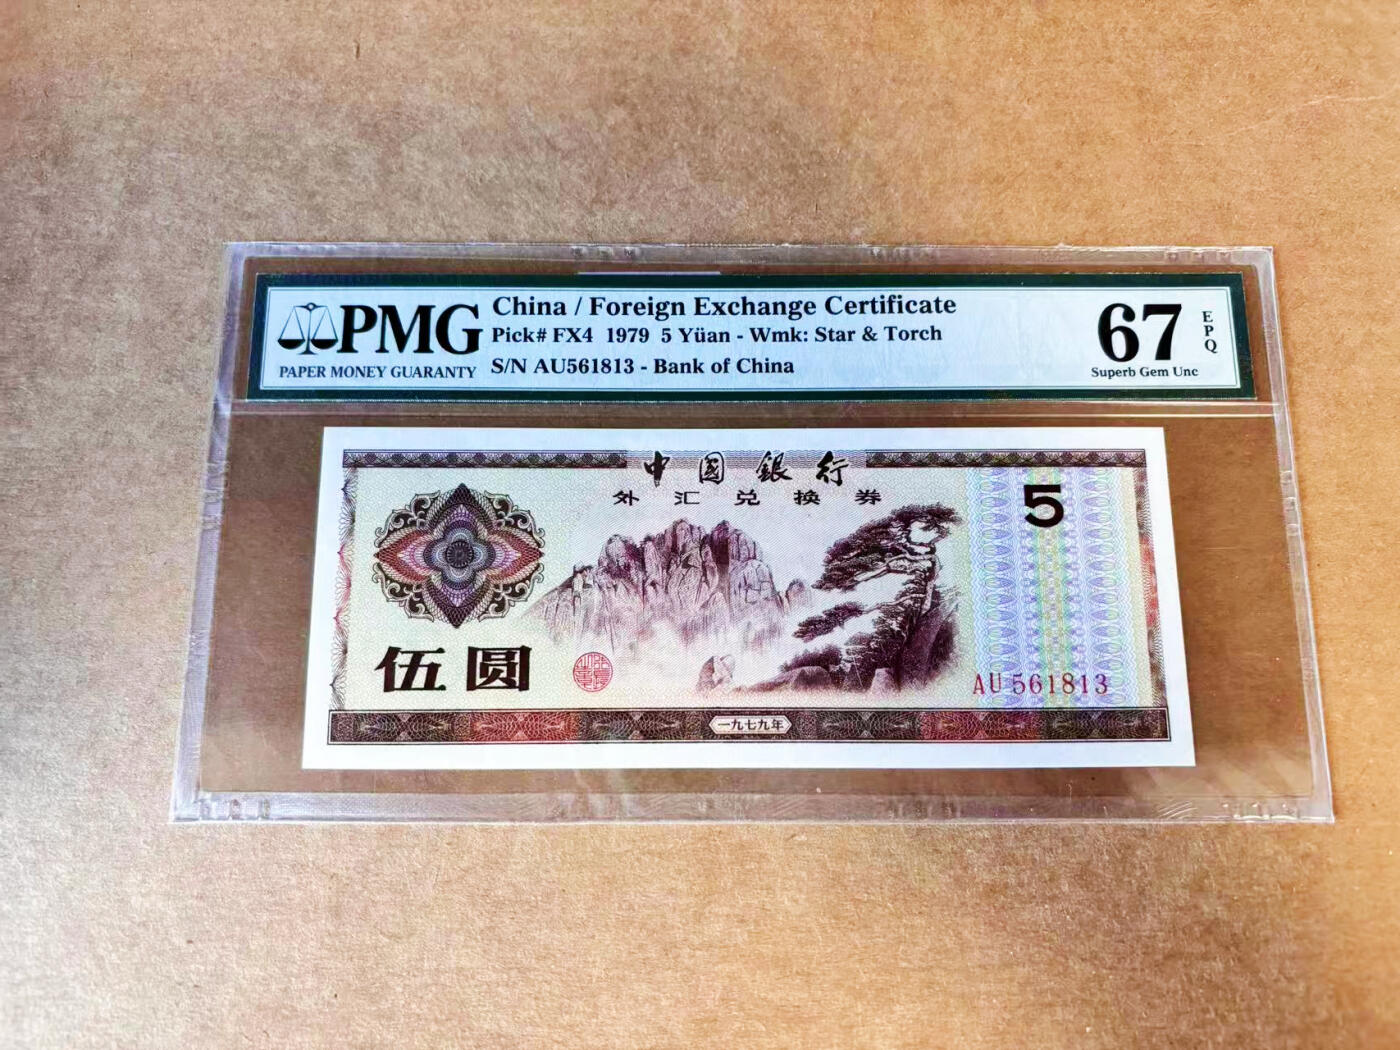 PMG
PAPER MONEY GUARANTY
China / Foreign Exchange Certificate
Pick# FX4 1979 5 Yüan - Wmk: Star & Torch
S/N AU561813 - Bank of China
67
EPQ
Superb Gem Unc
中國銀行
外汇兑换券
5
伍圆
AU 561813
一九七九年